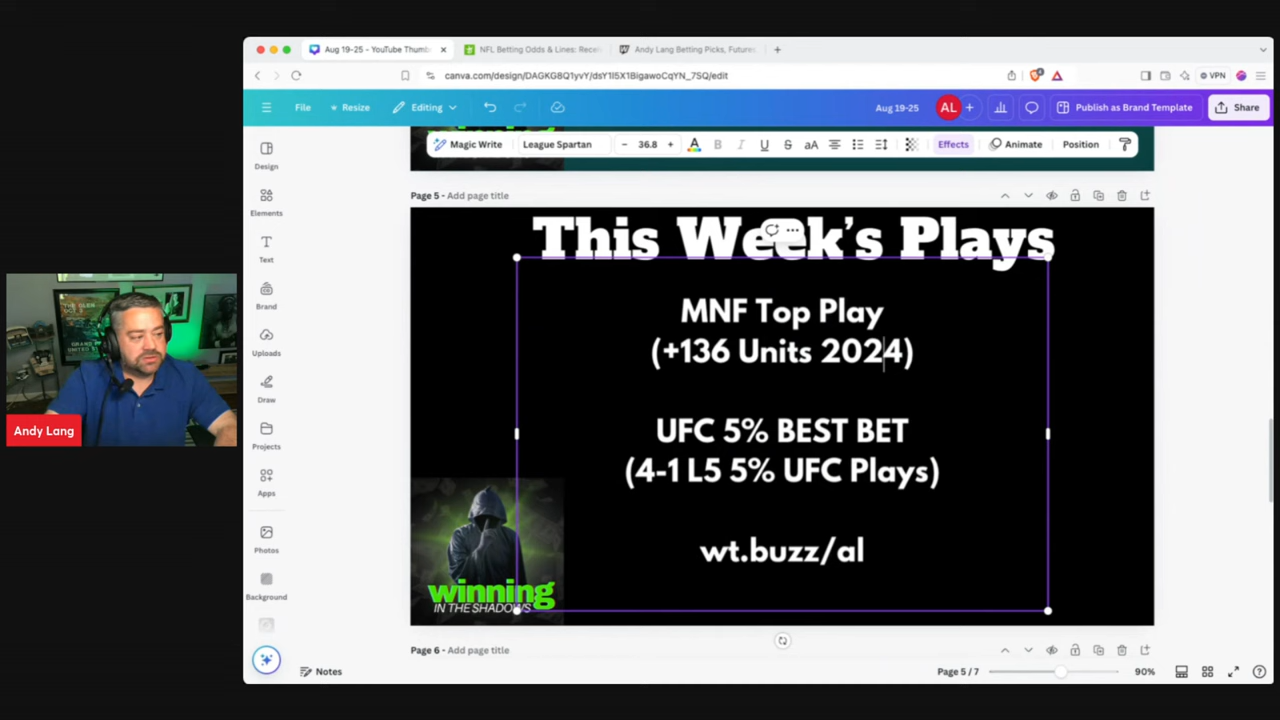 Aug 19-25 - YouTube Thumb
NFL Betting Odds & Lines: Rece
Andy Lang Betting Picks, Future
canva.com/design/DAGKG8Q1yvY/dsY1I5X1BigawoCqYN_7SQ/edit
VPN
File
Resize
Editing
Aug 19-25
AL
Publish as Brand Template
Share
Magic Write
League Spartan
36.8
Effects
Animate
Position
Design
Elements
Text
Brand
Uploads
Draw
Projects
Apps
Photos
Background
Page 5 - Add page title
This Week's Plays
MNF Top Play
(+136 Units 2024)
UFC 5% BEST BET
(4-1 L5 5% UFC Plays)
wt.buzz/al
winning
IN THE SHADOWS
Andy Lang
Page 6 - Add page title
Notes
Page 5 / 7
90%